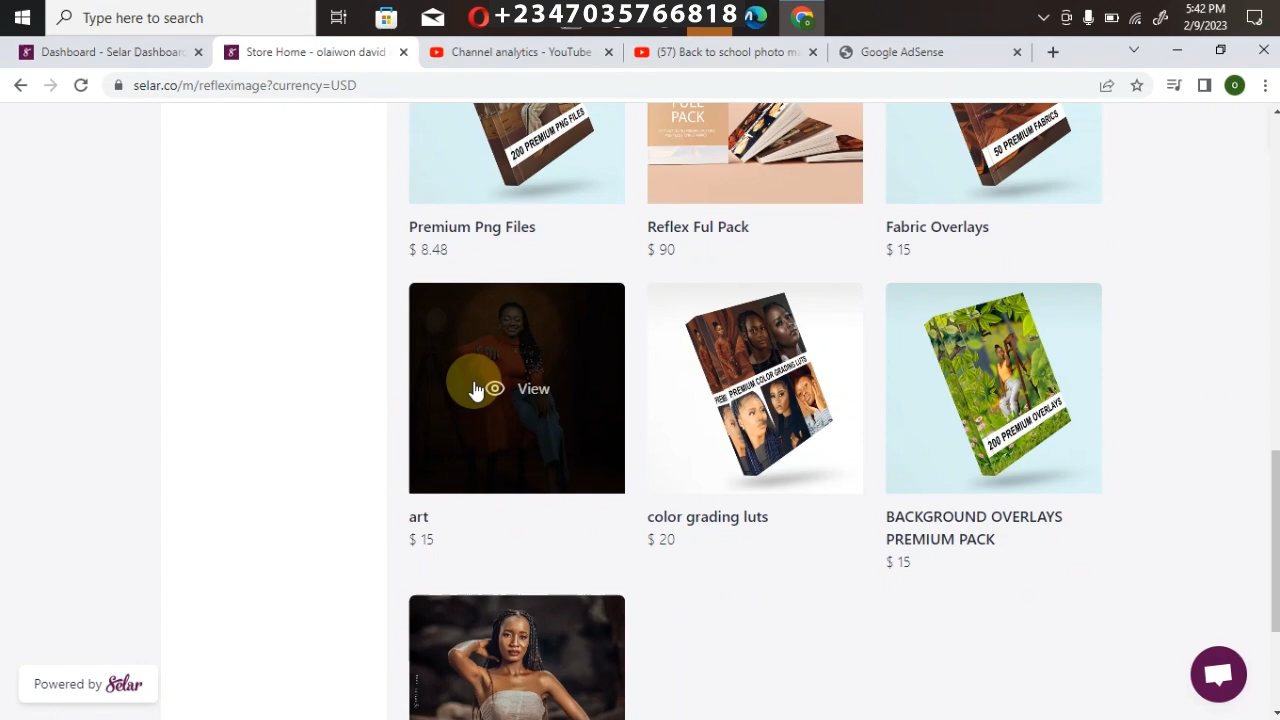 Type here to search
+2347035766818
5:42 PM
2/9/2023
Dashboard - Selar Dashboar
Store Home - olaiwon david
Channel analytics - YouTube
(57) Back to school photo ma
Google AdSense
selar.co/m/refleximage?currency=USD
O
200 PREMIUM PNG FILES
FULL
PACK
50 PREMIUM FABRICS
Premium Png Files
Reflex Ful Pack
Fabric Overlays
$ 8.48
$ 90
$ 15
View
PREMIUM COLOR GRADING LUTS
200 PREMIUM OVERLAYS
art
color grading luts
BACKGROUND OVERLAYS
PREMIUM PACK
$ 15
$ 20
$ 15
Powered by Selar